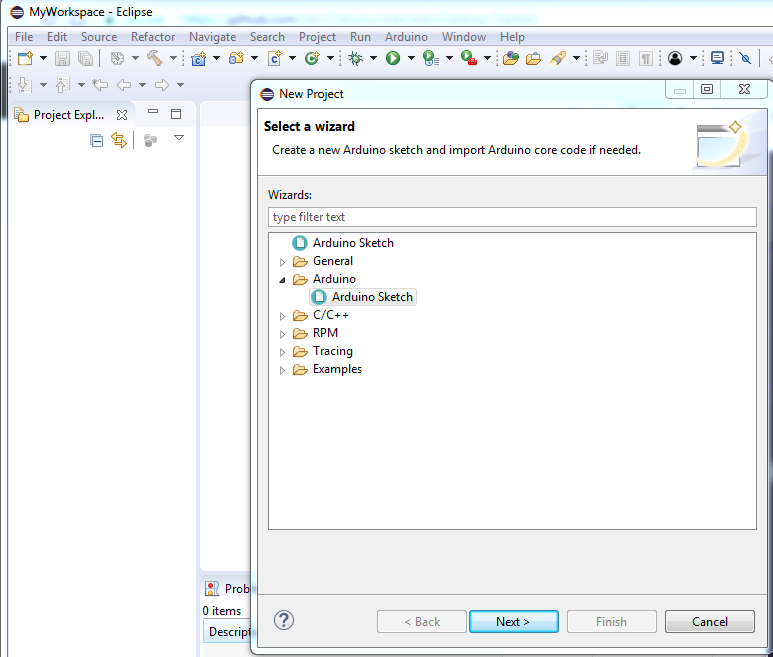 MyWorkspace - Eclipse
File Edit Source Refactor Navigate Search Project Run Arduino Window Help
Project Expl...
New Project
Select a wizard
Create a new Arduino sketch and import Arduino core code if needed.
Wizards:
type filter text
Arduino Sketch
General
Arduino
Arduino Sketch
C/C++
RPM
Tracing
Examples
Prob
0 items
Descript
< Back Next > Finish Cancel